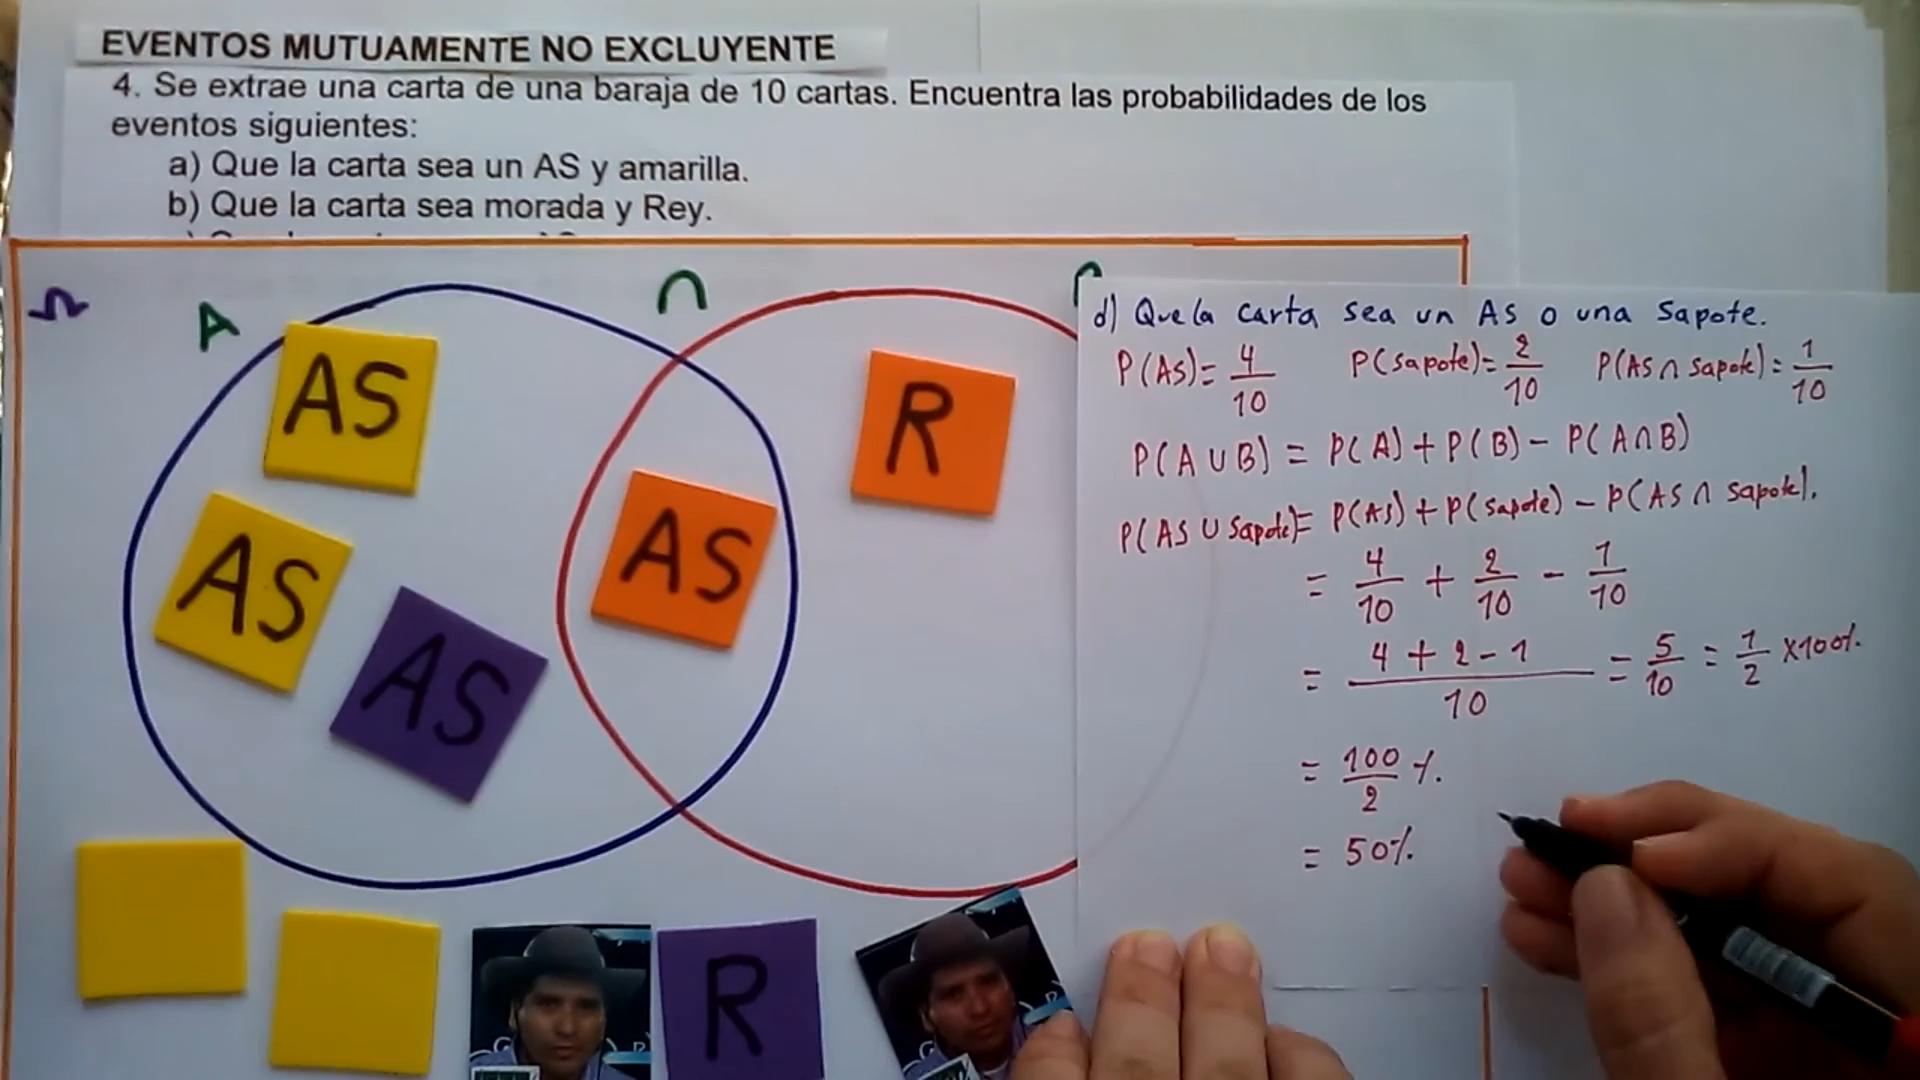 EVENTOS MUTUAMENTE NO EXCLUYENTE
4. Se extrae una carta de una baraja de 10 cartas. Encuentra las probabilidades de los
eventos siguientes:
a) Que la carta sea un AS y amarilla.
b) Que la carta sea morada y Rey.
Ω
A
∩
AS
AS
AS
AS
R
R
d) Que la carta sea un AS o una sapote.
P(AS)= 4/10 P(sapote)= 2/10 P(AS∩ sapote)= 1/10
P(A∪B) = P(A)+P(B)-P(A∩B)
P(AS∪Sapote)= P(AS)+P(sapote)-P(AS∩ sapote).
= 4/10 + 2/10 - 1/10
= 4+2-1/10 = 5/10 = 1/2 x100%.
= 100/2 %.
= 50%.